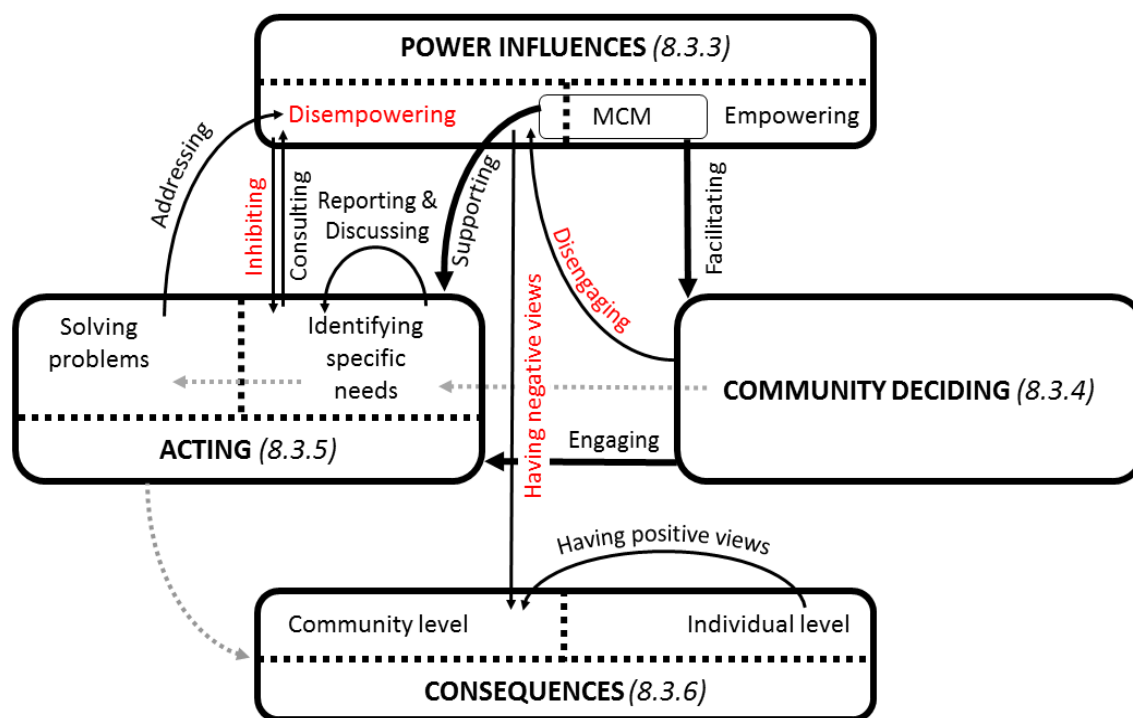 POWER INFLUENCES (8.3.3)
Disempowering
MCM
Empowering
Addressing
Inhibiting
Consulting
Reporting &
Discussing
Supporting
Disengaging
Facilitating
Having negative views
Solving
problems
Identifying
specific
needs
ACTING (8.3.5)
COMMUNITY DECIDING (8.3.4)
Engaging
Having positive views
Community level
Individual level
CONSEQUENCES (8.3.6)